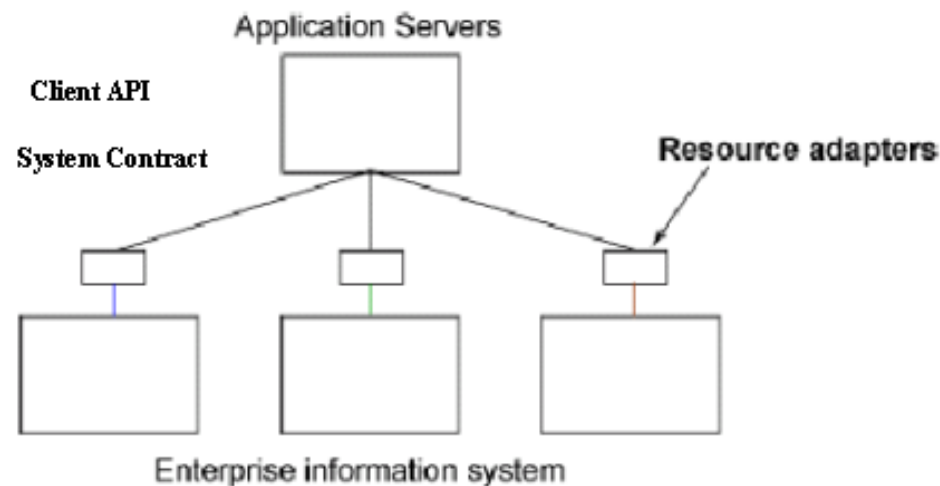 Application Servers
Client API
System Contract
Resource adapters
Enterprise information system